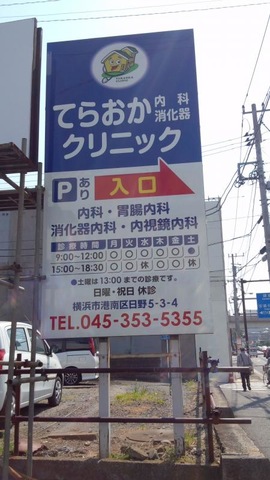 てらおか 内科 消化器
クリニック
P あり 入口
内科・胃腸内科
消化器内科・内視鏡内科
診療時間 月 火 水 木 金 土
9:00~12:00 ○ ○ ○ ○ ○ ●
15:00~18:30 ○ ○ 休 ○ ○ 休
●土曜は13:00までの診療です。
日曜・祝日 休診
横浜市港南区日野5-3-4
TEL.045-353-5355